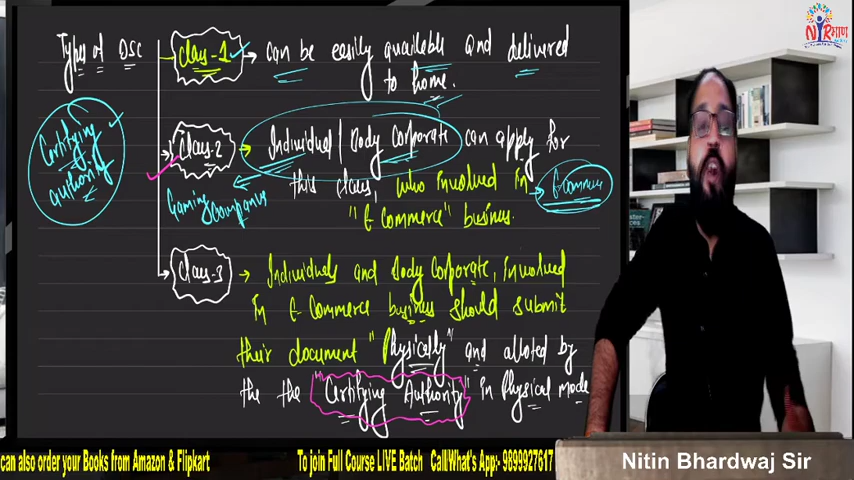 Types of DSC
Class-1 → can be easily available and delivered
to home.
Certifying
authority
Class-2 → Individual / Body Corporate can apply for
this class, who involved in → E-Commerce
Gaming Companies
"E-Commerce" business.
Class-3 → Individuals and Body Corporate, involved
in E-Commerce business should submit
their document "Physically" and alloted by
the the "Certifying Authority" in Physical mode
can also order your Books from Amazon & Flipkart
To join Full Course LIVE Batch Call/What's App:- 9899927617
Nitin Bhardwaj Sir